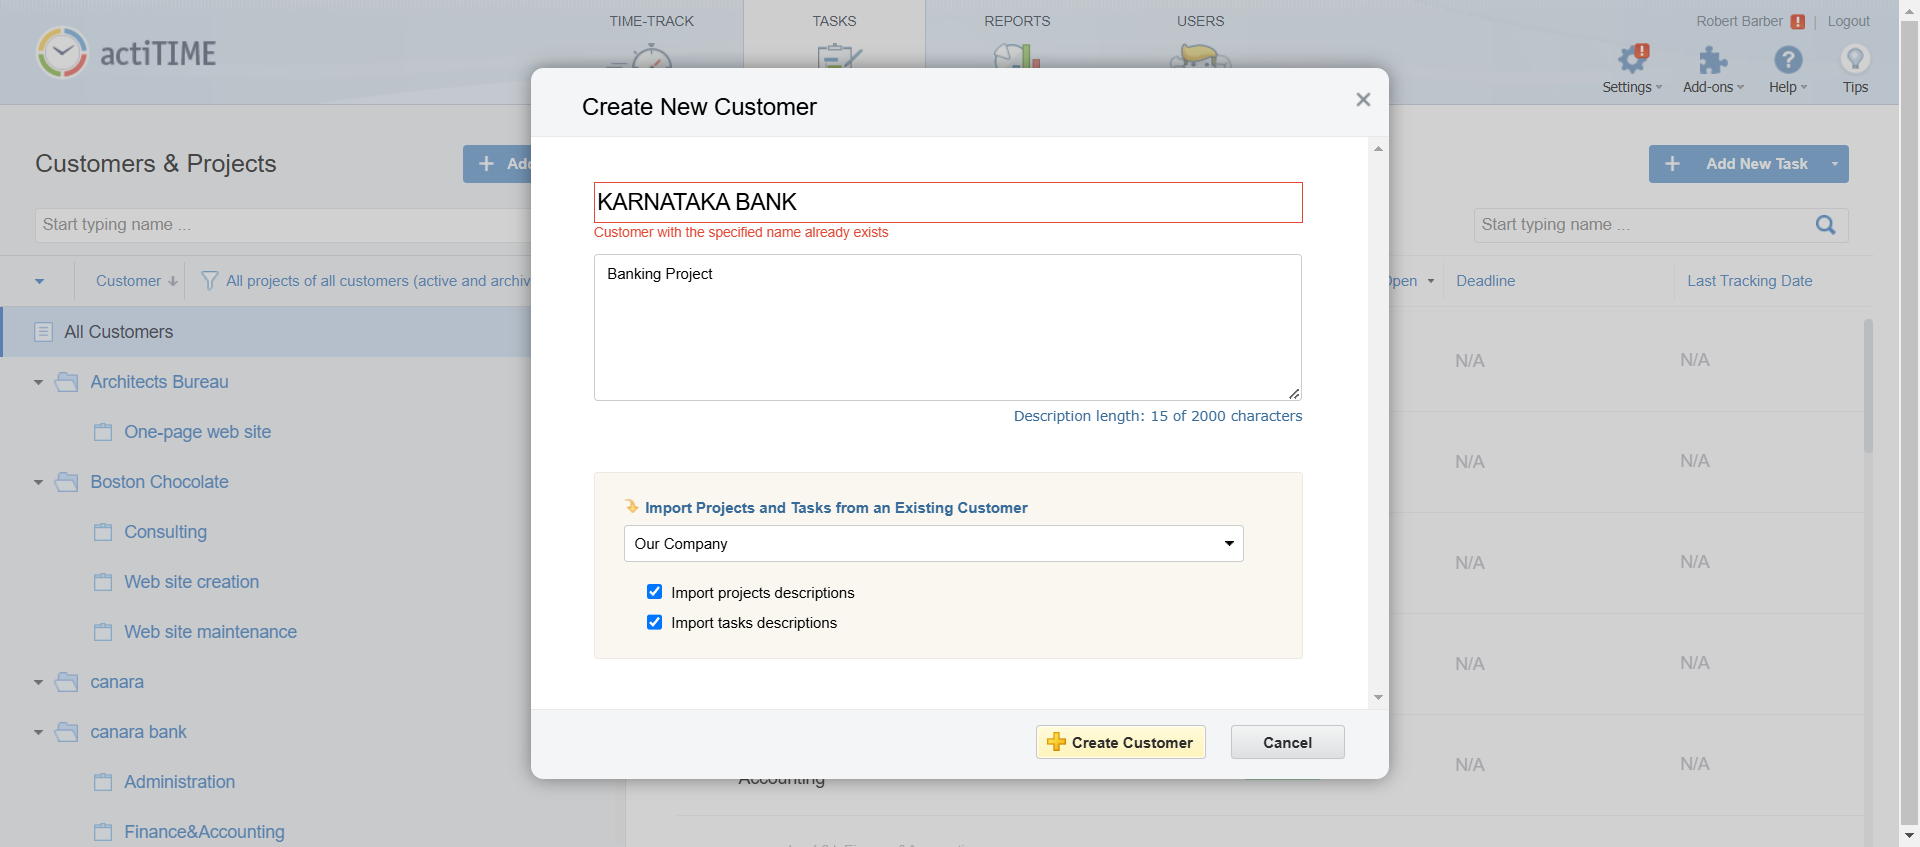 TIME-TRACK
TASKS
REPORTS
USERS
Robert Barber ! | Logout
actiTIME
Settings
Add-ons
Help
Tips
Create New Customer
Customers & Projects
Add New Task
Start typing name ...
KARNATAKA BANK
Customer with the specified name already exists
Start typing name ...
Banking Project
Customer
All projects of all customers (active and archiv
Deadline
Last Tracking Date
All Customers
N/A
N/A
Architects Bureau
Description length: 15 of 2000 characters
One-page web site
N/A
N/A
Boston Chocolate
Import Projects and Tasks from an Existing Customer
Consulting
Our Company
N/A
N/A
Web site creation
Import projects descriptions
Import tasks descriptions
Web site maintenance
N/A
N/A
canara
canara bank
Create Customer
Cancel
N/A
N/A
Administration
Accounting
Finance&Accounting